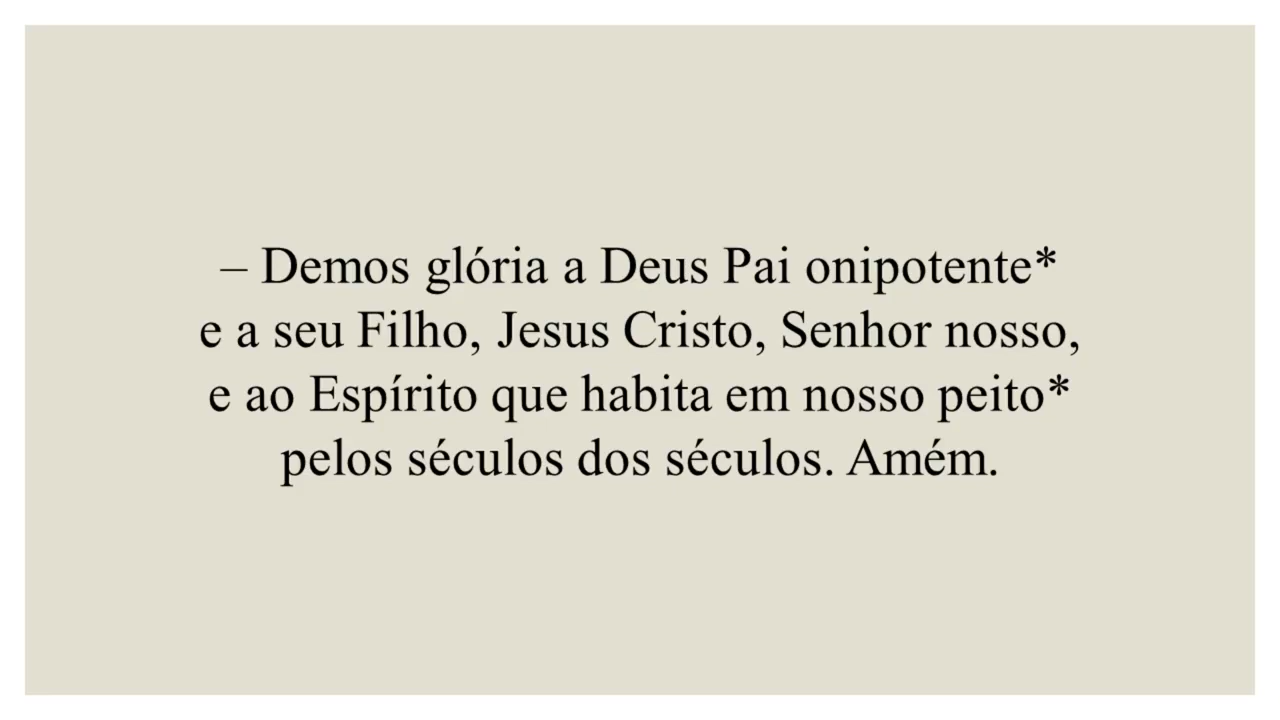 – Demos glória a Deus Pai onipotente*
e a seu Filho, Jesus Cristo, Senhor nosso,
e ao Espírito que habita em nosso peito*
pelos séculos dos séculos. Amém.